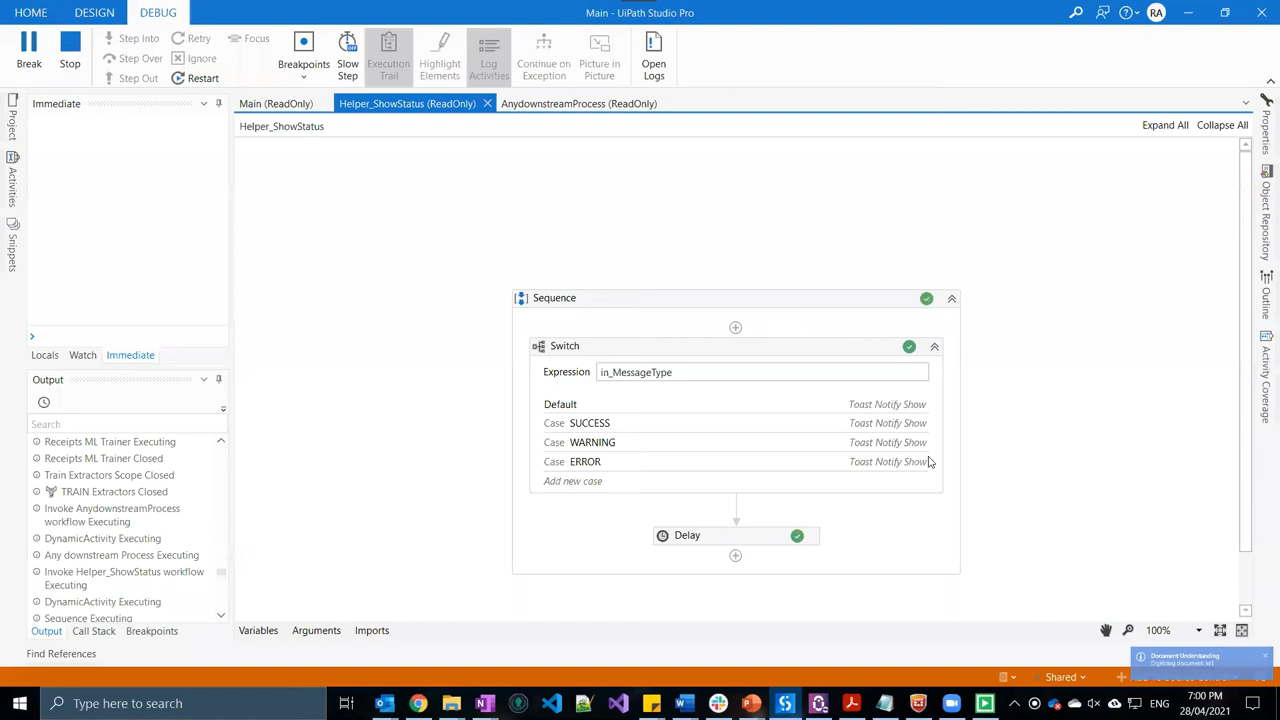 HOME DESIGN DEBUG Main - UiPath Studio Pro RA
Break
Stop
Step Into
Step Over
Step Out
Retry
Ignore
Restart
Focus
Breakpoints
Slow
Step
Execution
Trail
Highlight
Elements
Log
Activities
Continue on
Exception
Picture in
Picture
Open
Logs
Immediate
Main (ReadOnly) Helper_ShowStatus (ReadOnly) AnydownstreamProcess (ReadOnly)
Helper_ShowStatus Expand All Collapse All
Project
Activities
Snippets
Properties
Object Repository
Outline
Activity Coverage
Locals Watch Immediate
Output
Search
Receipts ML Trainer Executing
Receipts ML Trainer Closed
Train Extractors Scope Closed
TRAIN Extractors Closed
Invoke AnydownstreamProcess
workflow Executing
DynamicActivity Executing
Any downstream Process Executing
Invoke Helper_ShowStatus workflow
Executing
DynamicActivity Executing
Sequence Executing
Output Call Stack Breakpoints
Find References
Sequence
Switch
Expression in_MessageType
Default Toast Notify Show
Case SUCCESS Toast Notify Show
Case WARNING Toast Notify Show
Case ERROR Toast Notify Show
Add new case
Delay
Variables Arguments Imports 100%
Document Understanding
Digitizing document id1
Shared
Type here to search
ENG
7:00 PM
28/04/2021